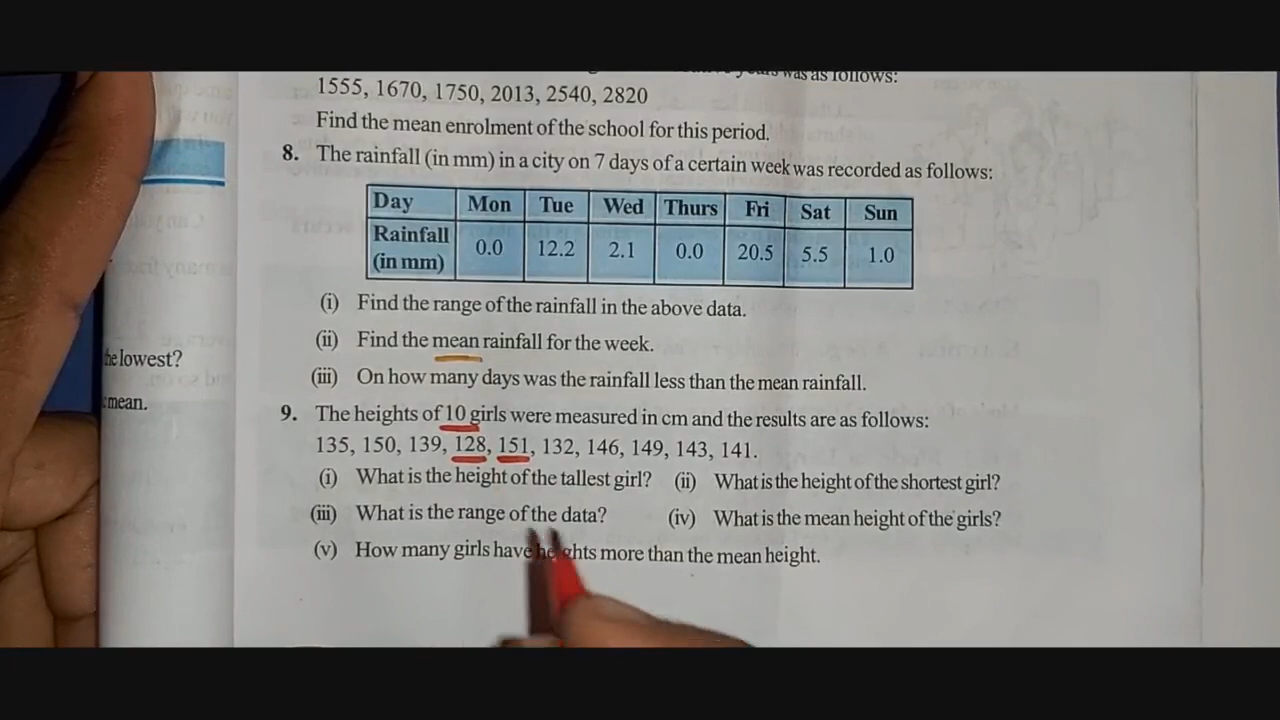 was as follows:
1555, 1670, 1750, 2013, 2540, 2820
Find the mean enrolment of the school for this period.
8. The rainfall (in mm) in a city on 7 days of a certain week was recorded as follows:
Day Mon Tue Wed Thurs Fri Sat Sun
Rainfall (in mm) 0.0 12.2 2.1 0.0 20.5 5.5 1.0
(i) Find the range of the rainfall in the above data.
(ii) Find the mean rainfall for the week.
he lowest?
(iii) On how many days was the rainfall less than the mean rainfall.
mean.
9. The heights of 10 girls were measured in cm and the results are as follows:
135, 150, 139, 128, 151, 132, 146, 149, 143, 141.
(i) What is the height of the tallest girl? (ii) What is the height of the shortest girl?
(iii) What is the range of the data? (iv) What is the mean height of the girls?
(v) How many girls have heights more than the mean height.